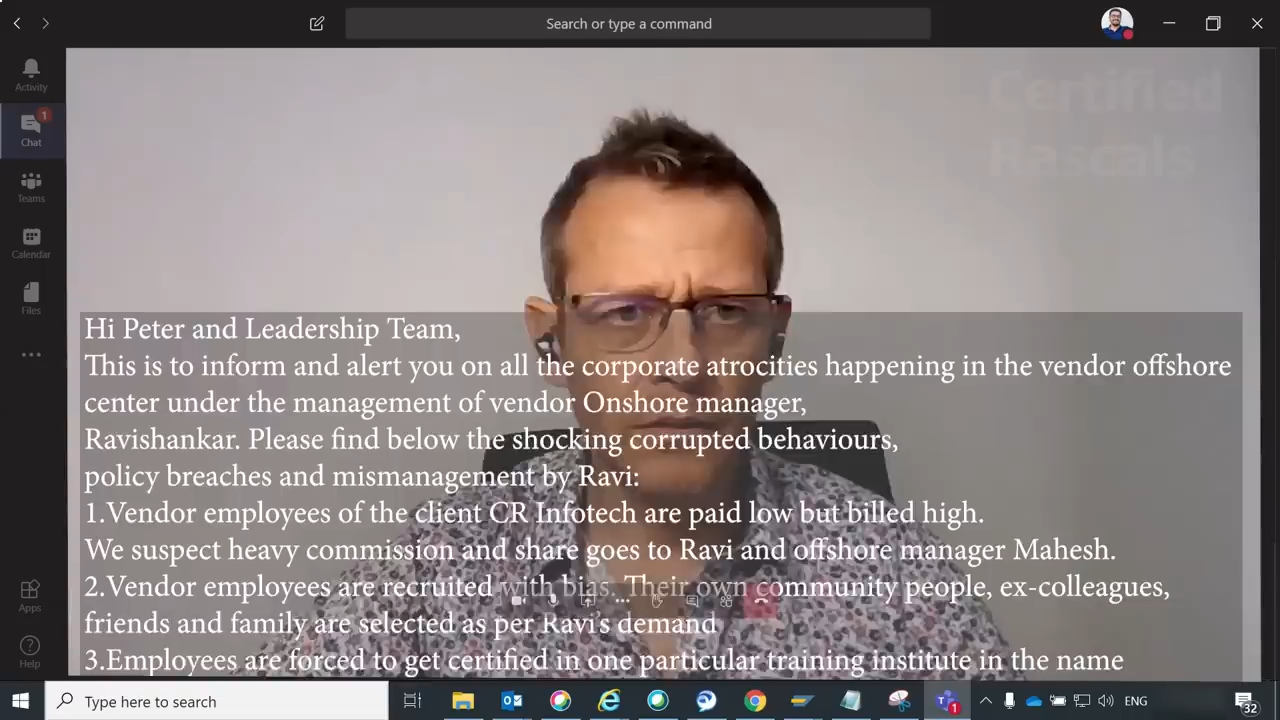 Search or type a command
Certified
Rascals
Activity
1
Chat
Teams
Calendar
Files
Hi Peter and Leadership Team,
This is to inform and alert you on all the corporate atrocities happening in the vendor offshore
center under the management of vendor Onshore manager,
Ravishankar. Please find below the shocking corrupted behaviours,
policy breaches and mismanagement by Ravi:
1.Vendor employees of the client CR Infotech are paid low but billed high.
We suspect heavy commission and share goes to Ravi and offshore manager Mahesh.
2.Vendor employees are recruited with bias. Their own community people, ex-colleagues,
friends and family are selected as per Ravi's demand
3.Employees are forced to get certified in one particular training institute in the name
Apps
Help
Type here to search
1
ENG
32